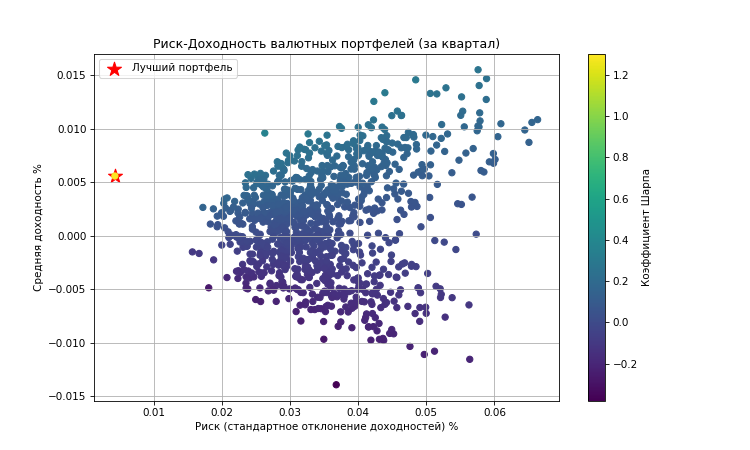 Риск-Доходность валютных портфелей (за квартал)
Лучший портфель
Средняя доходность %
0.015
0.010
0.005
0.000
−0.005
−0.010
−0.015
0.01 0.02 0.03 0.04 0.05 0.06
Риск (стандартное отклонение доходностей) %
1.2
1.0
0.8
0.6
0.4
0.2
0.0
−0.2
Коэффициент Шарпа